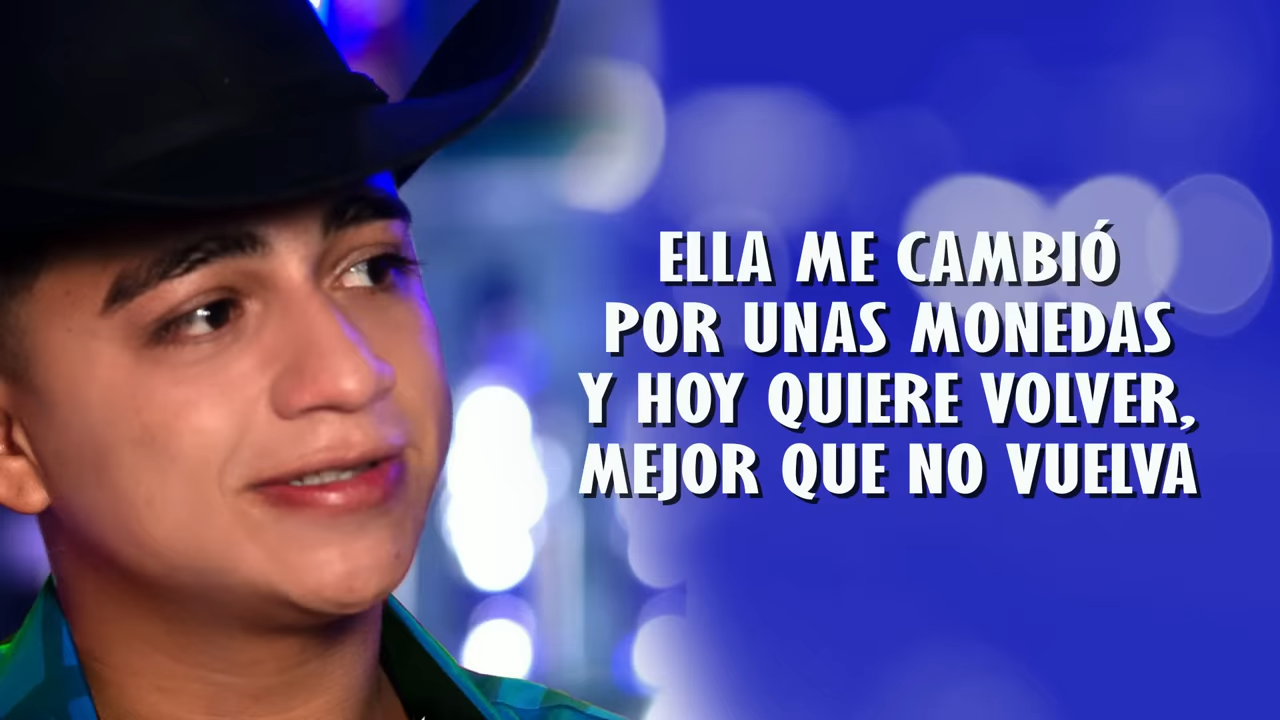 ELLA ME CAMBIÓ
POR UNAS MONEDAS
Y HOY QUIERE VOLVER,
MEJOR QUE NO VUELVA